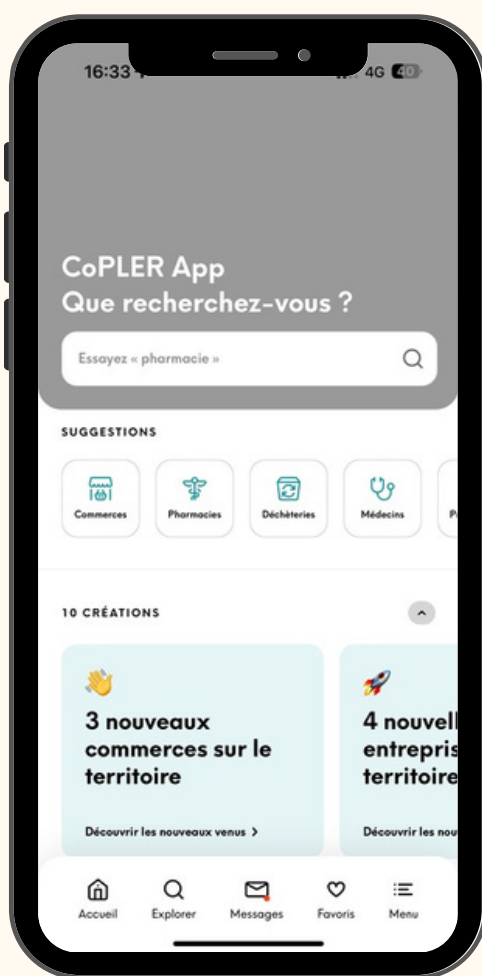 16:33
4G 40
CoPLER App
Que recherchez-vous ?
Essayez « pharmacie »
SUGGESTIONS
Commerces Pharmacies Déchèteries Médecins P
10 CRÉATIONS
3 nouveaux
commerces sur le
territoire
Découvrir les nouveaux venus >
4 nouvell
entrepris
territoire
Découvrir les nou
Accueil Explorer Messages Favoris Menu